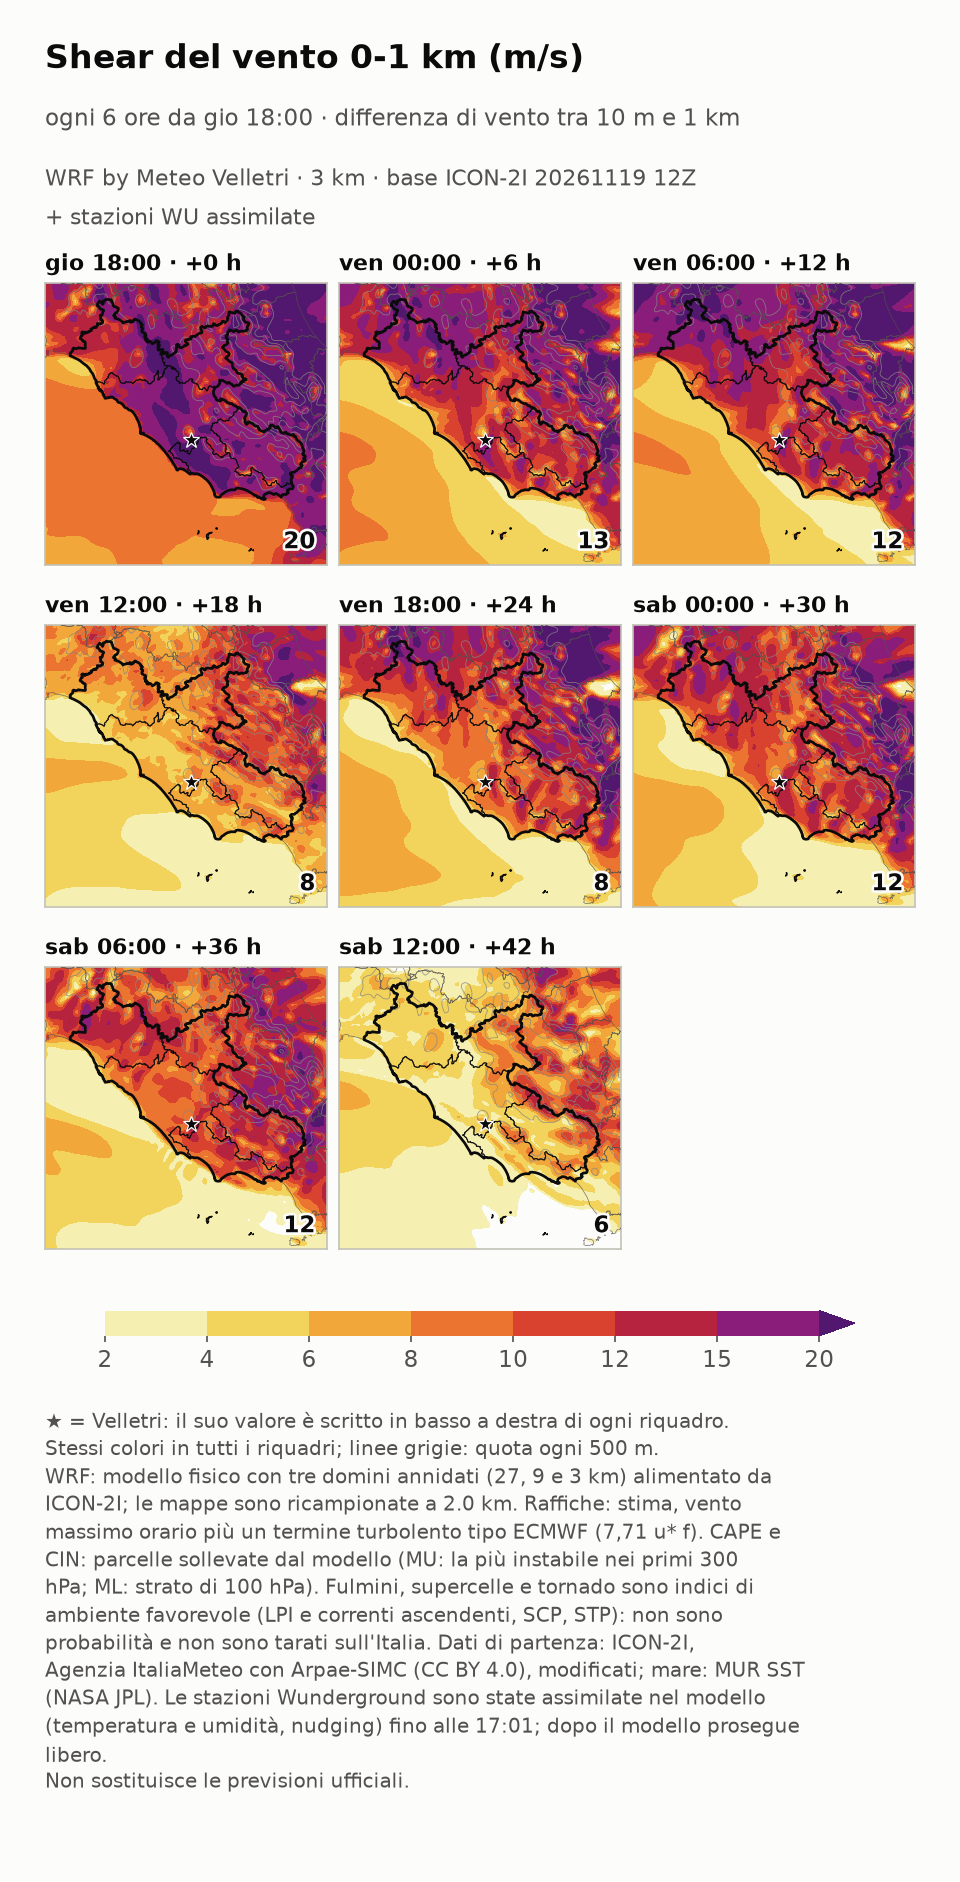 Shear del vento 0-1 km (m/s)
ogni 6 ore da gio 18:00 · differenza di vento tra 10 m e 1 km
WRF by Meteo Velletri · 3 km · base ICON-2I 20261119 12Z
+ stazioni WU assimilate
gio 18:00 · +0 h
ven 00:00 · +6 h
ven 06:00 · +12 h
20
13
12
ven 12:00 · +18 h
ven 18:00 · +24 h
sab 00:00 · +30 h
8
8
12
sab 06:00 · +36 h
sab 12:00 · +42 h
12
6
2 4 6 8 10 12 15 20
★ = Velletri: il suo valore è scritto in basso a destra di ogni riquadro.
Stessi colori in tutti i riquadri; linee grigie: quota ogni 500 m.
WRF: modello fisico con tre domini annidati (27, 9 e 3 km) alimentato da
ICON-2I; le mappe sono ricampionate a 2.0 km. Raffiche: stima, vento
massimo orario più un termine turbolento tipo ECMWF (7,71 u* f). CAPE e
CIN: parcelle sollevate dal modello (MU: la più instabile nei primi 300
hPa; ML: strato di 100 hPa). Fulmini, supercelle e tornado sono indici di
ambiente favorevole (LPI e correnti ascendenti, SCP, STP): non sono
probabilità e non sono tarati sull'Italia. Dati di partenza: ICON-2I,
Agenzia ItaliaMeteo con Arpae-SIMC (CC BY 4.0), modificati; mare: MUR SST
(NASA JPL). Le stazioni Wunderground sono state assimilate nel modello
(temperatura e umidità, nudging) fino alle 17:01; dopo il modello prosegue
libero.
Non sostituisce le previsioni ufficiali.